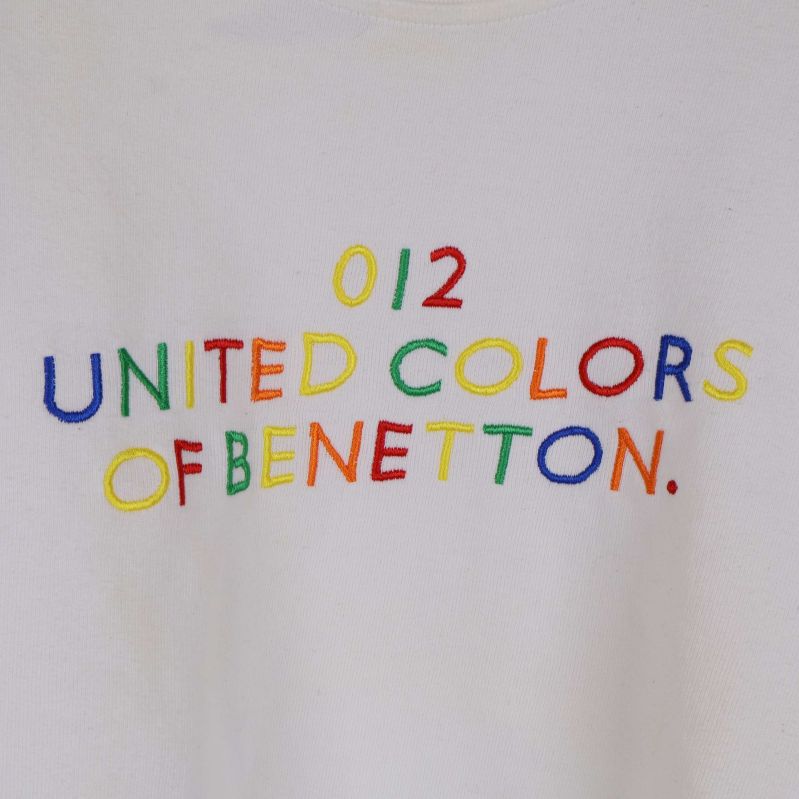 012
UNITED COLORS
OF BENETTON.